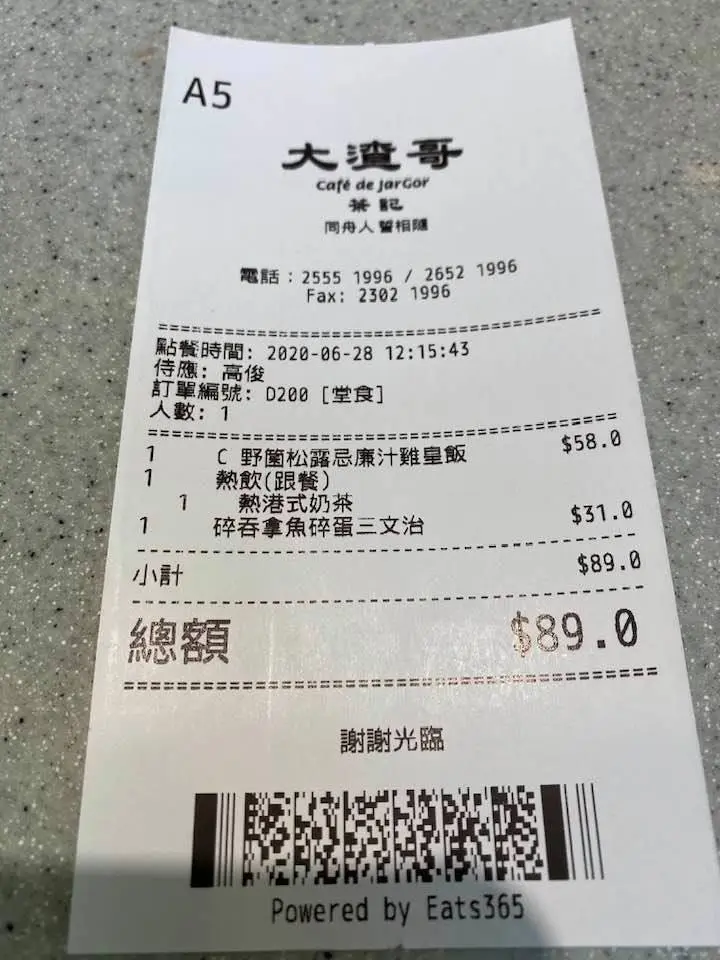 A5
大渣哥
Café de JarGor
茶記
同舟人誓相隨
電話：2555 1996 / 2652 1996
Fax: 2302 1996
點餐時間: 2020-06-28 12:15:43
侍應: 高俊
訂單編號: D200 [堂食]
人數: 1
1 C 野菌松露忌廉汁雞皇飯 $58.0
1 熱飲(跟餐)
1 熱港式奶茶
1 碎吞拿魚碎蛋三文治 $31.0
小計 $89.0
總額 $89.0
謝謝光臨
Powered by Eats365